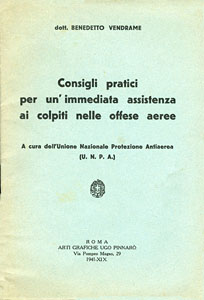 dott. BENEDETTO VENDRAME
Consigli pratici
per un'immediata assistenza
ai colpiti nelle offese aeree
A cura dell'Unione Nazionale Protezione Antiaerea
(U. N. P. A.)
ROMA
ARTI GRAFICHE UGO PINNARÒ
Via Pompeo Magno, 29
1941-XIX